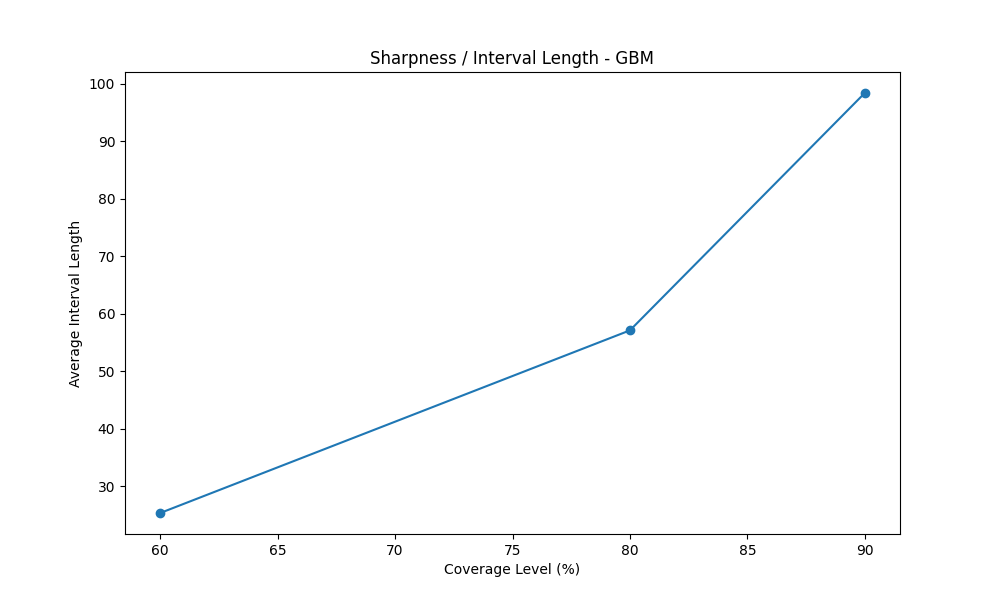 Sharpness / Interval Length - GBM
100
90
80
70
60
50
40
30
Average Interval Length
60 65 70 75 80 85 90
Coverage Level (%)